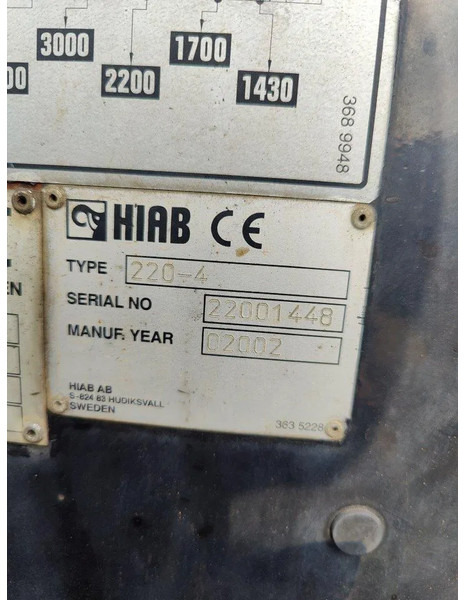 3000
1700
00
2200
1430
368 9948
HIAB CE
EN
TYPE 220-4
SERIAL NO 22001448
MANUF. YEAR 02002
HIAB AB
S-824 83 HUDIKSVALL
SWEDEN
383 5228